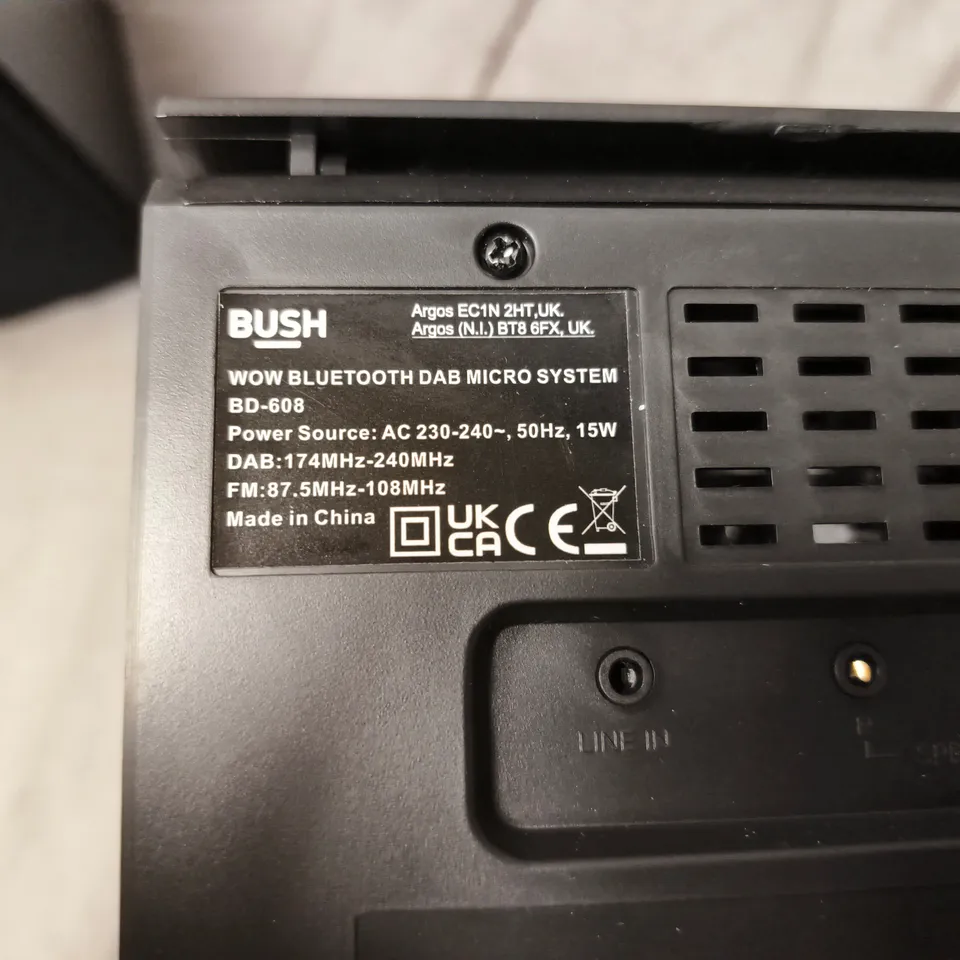 BUSH
Argos EC1N 2HT,UK.
Argos (N.I.) BT8 6FX, UK.
WOW BLUETOOTH DAB MICRO SYSTEM
BD-608
Power Source: AC 230-240~, 50Hz, 15W
DAB:174MHz-240MHz
FM:87.5MHz-108MHz
Made in China
UK
CA
CE
LINE IN
R